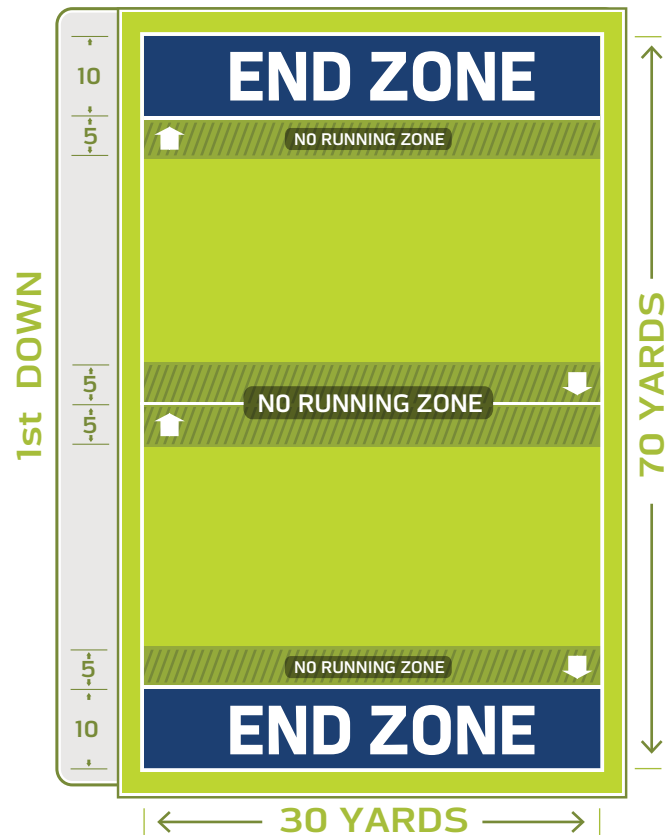 10
END ZONE
5
NO RUNNING ZONE
1st DOWN
5
NO RUNNING ZONE
5
70 YARDS
5
NO RUNNING ZONE
10
END ZONE
30 YARDS